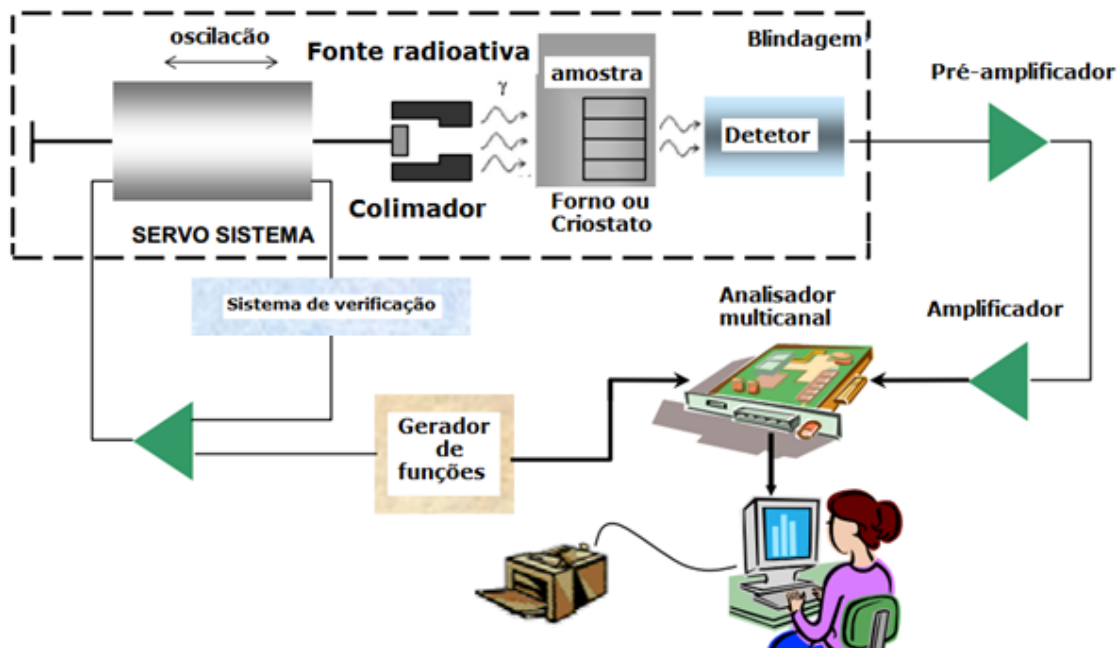 oscilação
Fonte radioativa
Blindagem
γ
amostra
Pré-amplificador
Detetor
Colimador
Forno ou
Criostato
SERVO SISTEMA
Sistema de verificação
Analisador
multicanal
Amplificador
Gerador
de
funções